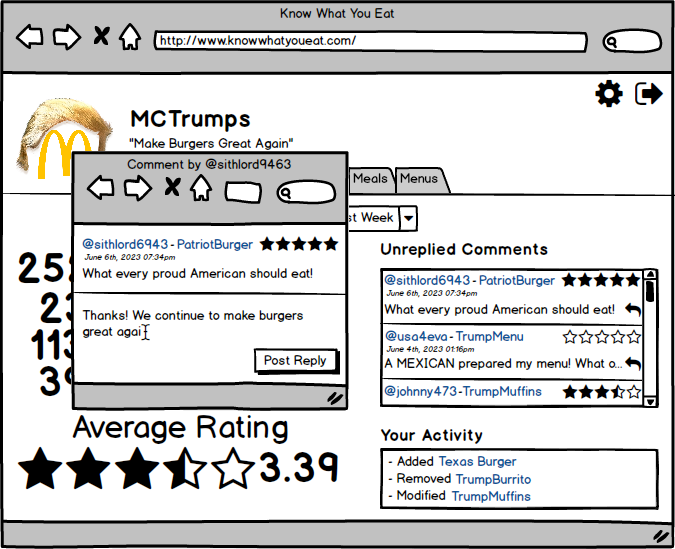 Know What You Eat
http://www.knowwhatyoueat.com/
MCTrumps
"Make Burgers Great Again"
Comment by @sithlord9463
Meals
Menus
st Week
@sithlord6943 - PatriotBurger
June 6th, 2023 07:34pm
What every proud American should eat!
Thanks! We continue to make burgers
great agai
Post Reply
25
2
113
3
Average Rating
3.39
Unreplied Comments
@sithlord6943 - PatriotBurger
June 6th, 2023 07:34pm
What every proud American should eat!
@usa4eva - TrumpMenu
June 4th, 2023 01:16pm
A MEXICAN prepared my menu! What o...
@johnny473 - TrumpMuffins
Your Activity
- Added Texas Burger
- Removed TrumpBurrito
- Modified TrumpMuffins